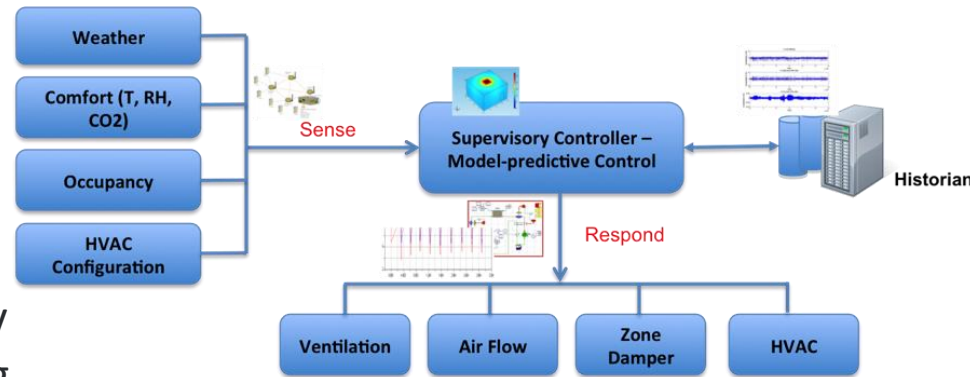 Weather
Comfort (T, RH,
CO2)
Occupancy
HVAC
Configuration
Sense
Supervisory Controller –
Model-predictive Control
Historian
Respond
Ventilation
Air Flow
Zone
Damper
HVAC